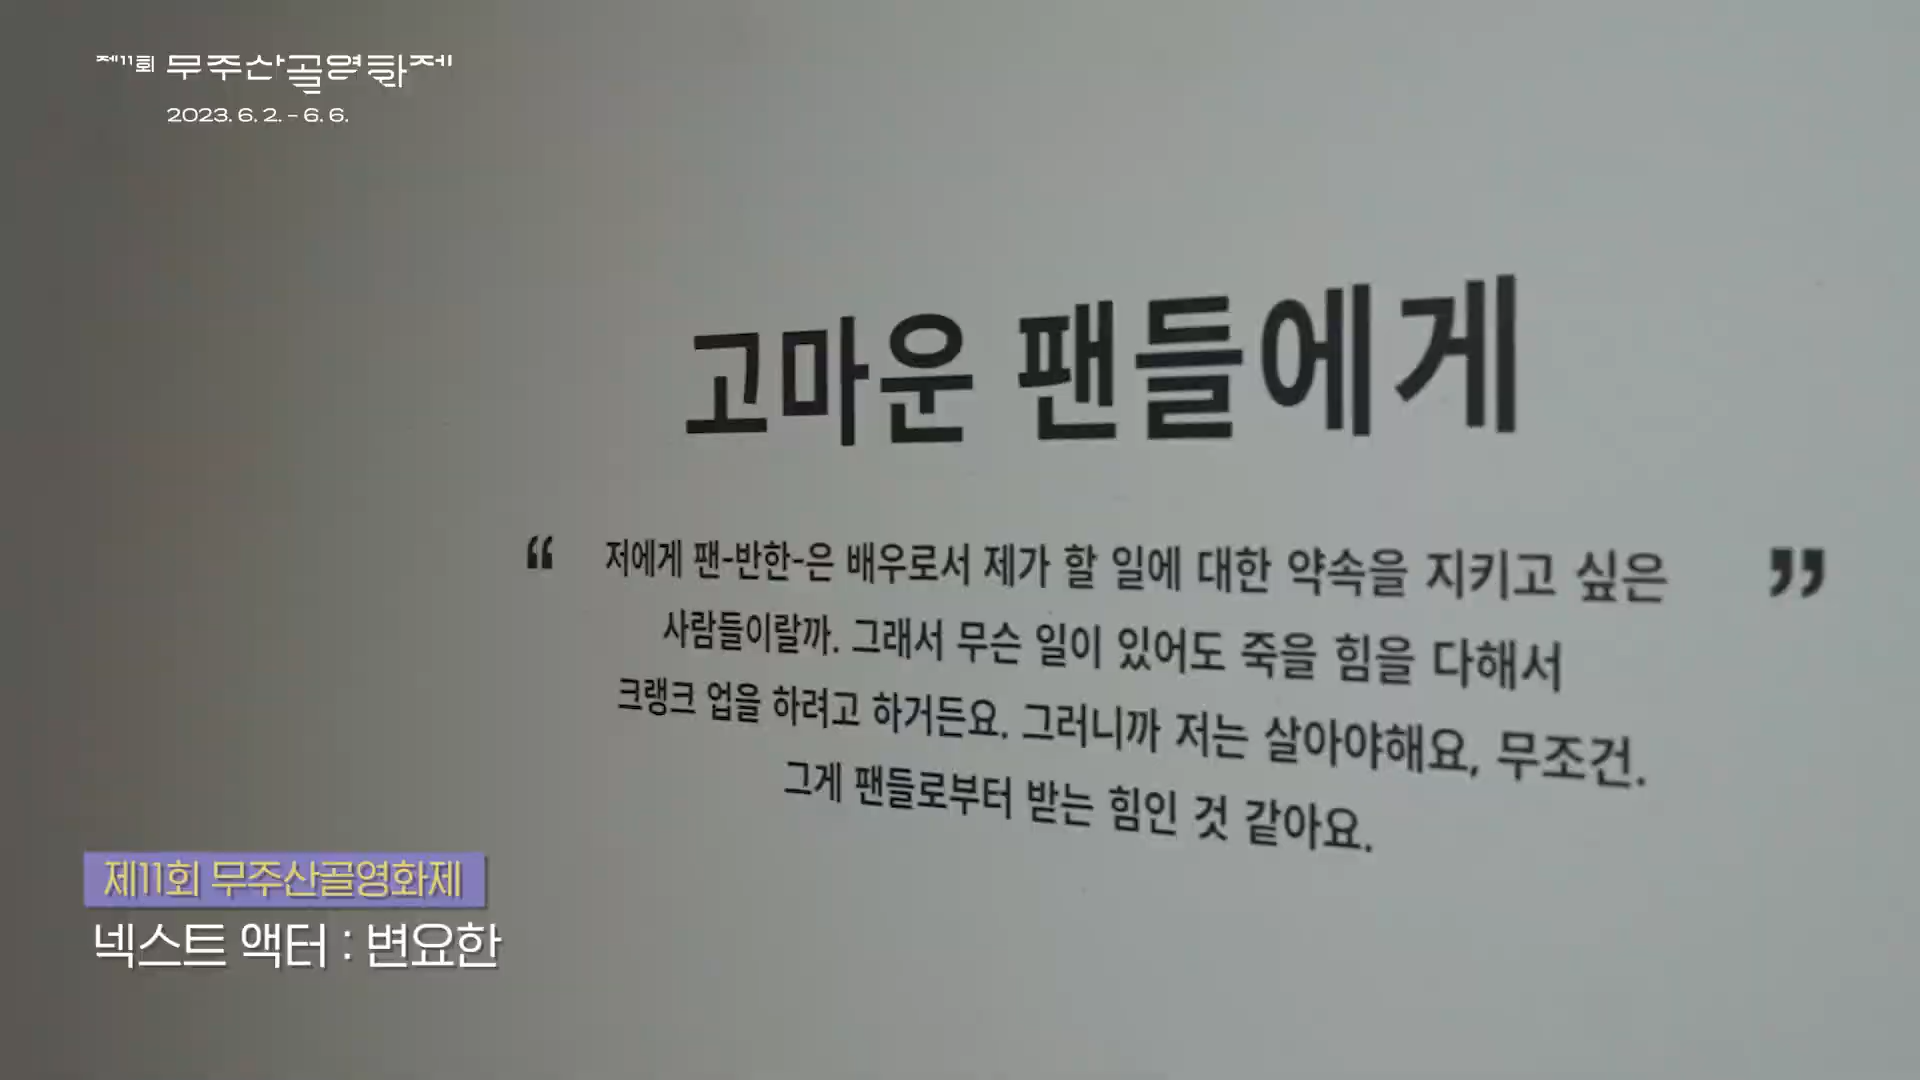 제11회 무주산골영화제
2023. 6. 2. - 6. 6.
고마운 팬들에게
“ 저에게 팬-반한-은 배우로서 제가 할 일에 대한 약속을 지키고 싶은 ”
사람들이랄까. 그래서 무슨 일이 있어도 죽을 힘을 다해서
크랭크 업을 하려고 하거든요. 그러니까 저는 살아야해요, 무조건.
그게 팬들로부터 받는 힘인 것 같아요.
제11회 무주산골영화제
넥스트 액터 : 변요한